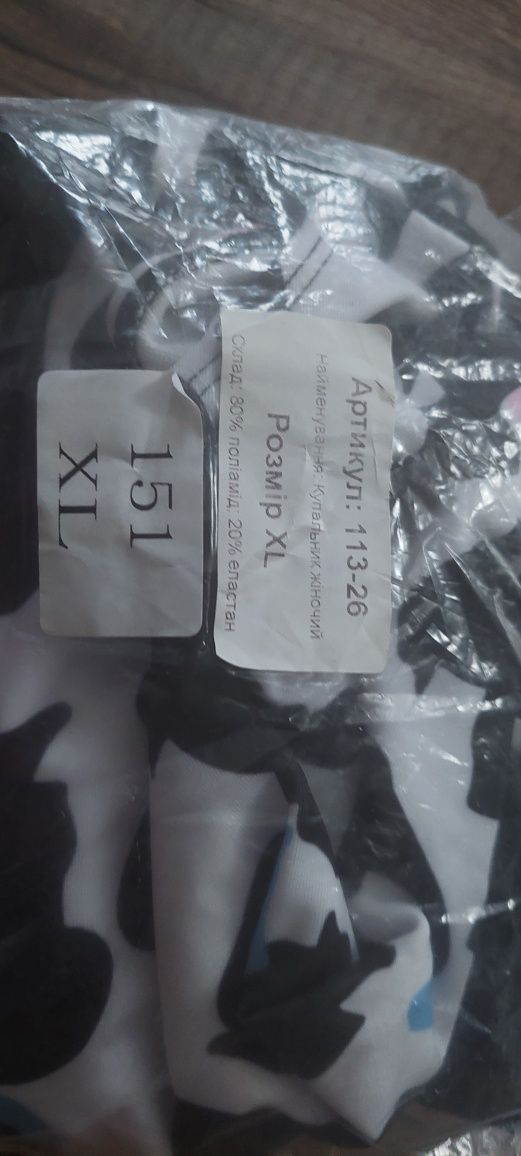 Артикул: 113-26
найменування: Купальник жіночий
Розмір XL
Склад: 80% поліамід; 20% еластан
151
XL